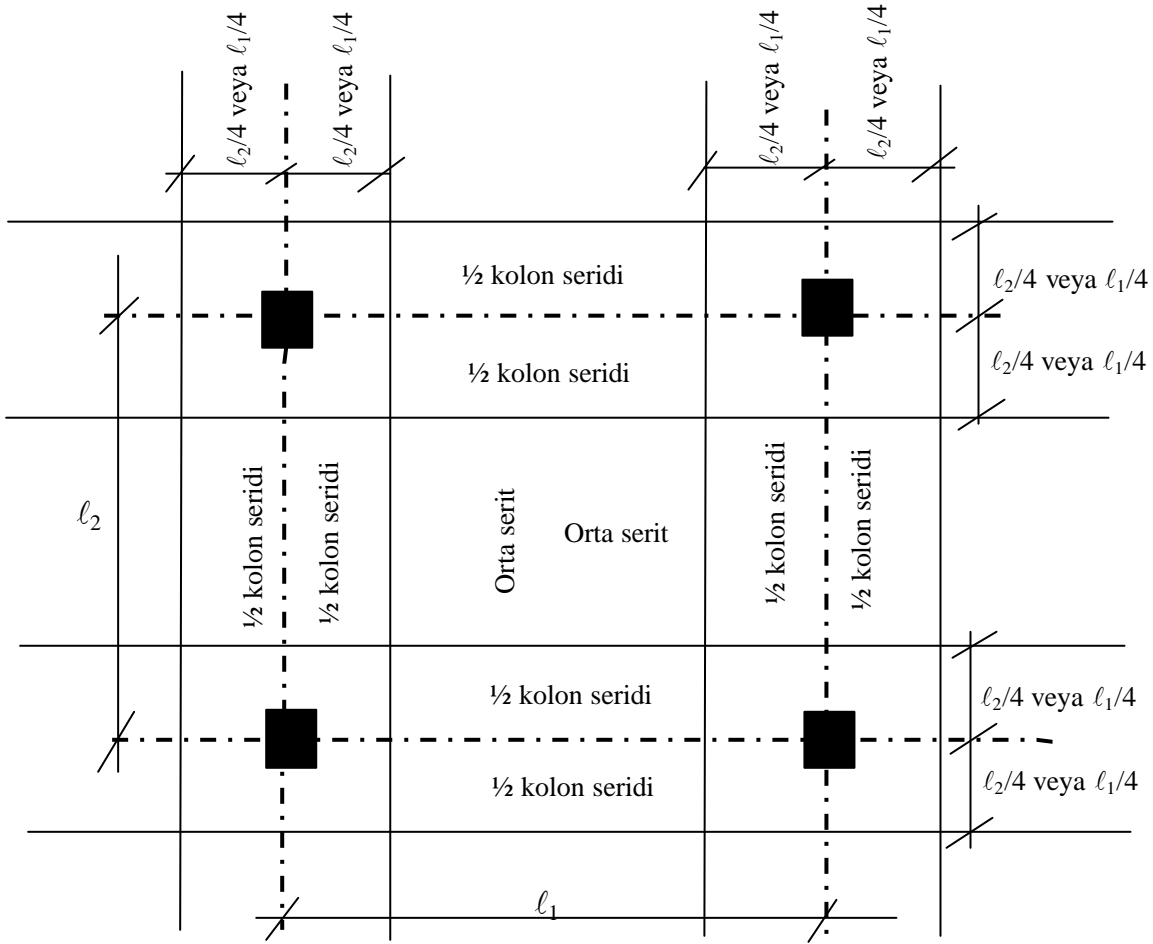 ℓ2/4 veya ℓ1/4
ℓ2/4 veya ℓ1/4
ℓ2/4 veya ℓ1/4
ℓ2/4 veya ℓ1/4
½ kolon seridi
ℓ2/4 veya ℓ1/4
½ kolon seridi
ℓ2/4 veya ℓ1/4
ℓ2
½ kolon seridi
½ kolon seridi
Orta serit
Orta serit
½ kolon seridi
½ kolon seridi
½ kolon seridi
ℓ2/4 veya ℓ1/4
½ kolon seridi
ℓ2/4 veya ℓ1/4
ℓ1